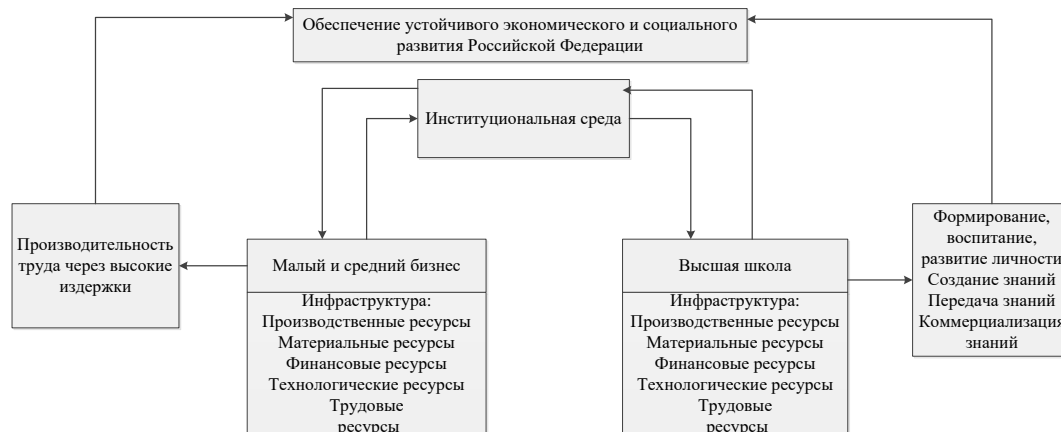 Обеспечение устойчивого экономического и социального
развития Российской Федерации
Институциональная среда
Производительность
труда через высокие
издержки
Малый и средний бизнес
Инфраструктура:
Производственные ресурсы
Материальные ресурсы
Финансовые ресурсы
Технологические ресурсы
Трудовые
ресурсы
Высшая школа
Инфраструктура:
Производственные ресурсы
Материальные ресурсы
Финансовые ресурсы
Технологические ресурсы
Трудовые
ресурсы
Формирование,
воспитание,
развитие личности
Создание знаний
Передача знаний
Коммерциализация
знаний